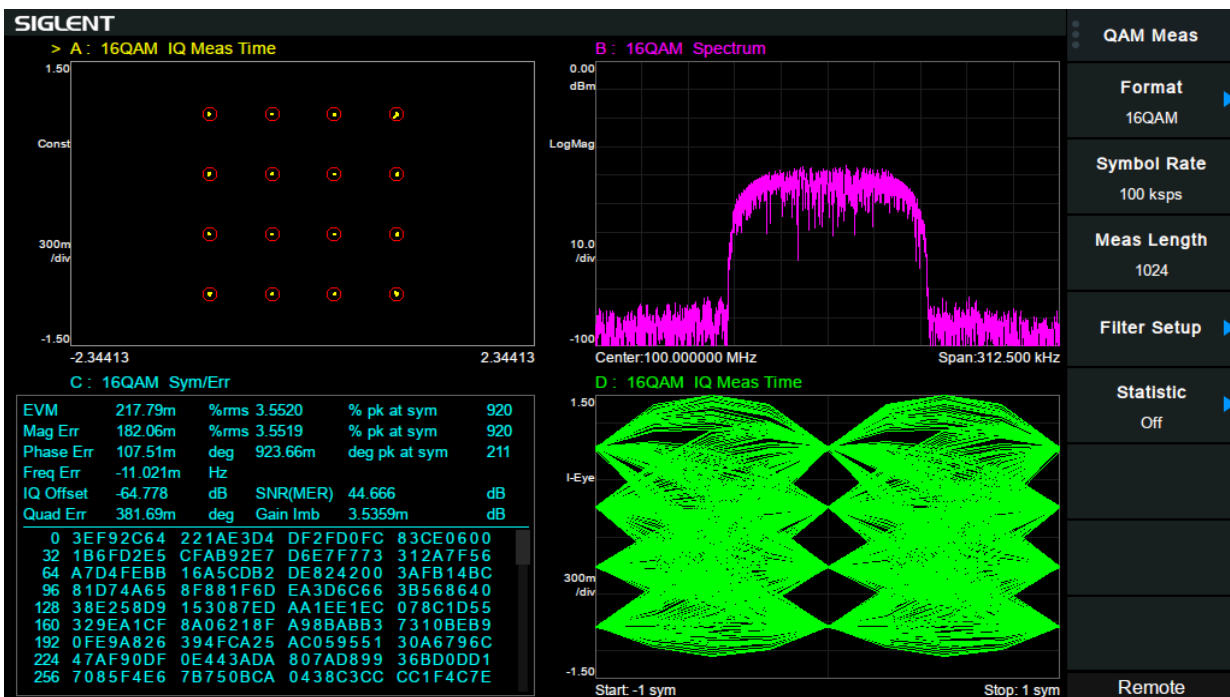 SIGLENT
> A : 16QAM IQ Meas Time
1.50
Const
300m
/div
-1.50
-2.34413 2.34413
B : 16QAM Spectrum
0.00
dBm
LogMag
10.0
/div
-100
Center:100.000000 MHz Span:312.500 kHz
C : 16QAM Sym/Err
EVM 217.79m %rms 3.5520 % pk at sym 920
Mag Err 182.06m %rms 3.5519 % pk at sym 920
Phase Err 107.51m deg 923.66m deg pk at sym 211
Freq Err -11.021m Hz
IQ Offset -64.778 dB SNR(MER) 44.666 dB
Quad Err 381.69m deg Gain Imb 3.5359m dB
0 3EF92C64 221AE3D4 DF2FD0FC 83CE0600
32 1B6FD2E5 CFAB92E7 D6E7F773 312A7F56
64 A7D4FEBB 16A5CDB2 DE824200 3AFB14BC
96 81D74A65 8F881F6D EA3D6C66 3B568640
128 38E258D9 153087ED AA1EE1EC 078C1D55
160 329EA1CF 8A06218F A98BABB3 7310BEB9
192 0FE9A826 394FCA25 AC059551 30A6796C
224 47AF90DF 0E443ADA 807AD899 36BD0DD1
256 7085F4E6 7B750BCA 0438C3CC CC1F4C7E
D : 16QAM IQ Meas Time
1.50
I-Eye
300m
/div
-1.50
Start: -1 sym Stop: 1 sym
QAM Meas
Format
16QAM
Symbol Rate
100 ksps
Meas Length
1024
Filter Setup
Statistic
Off
Remote